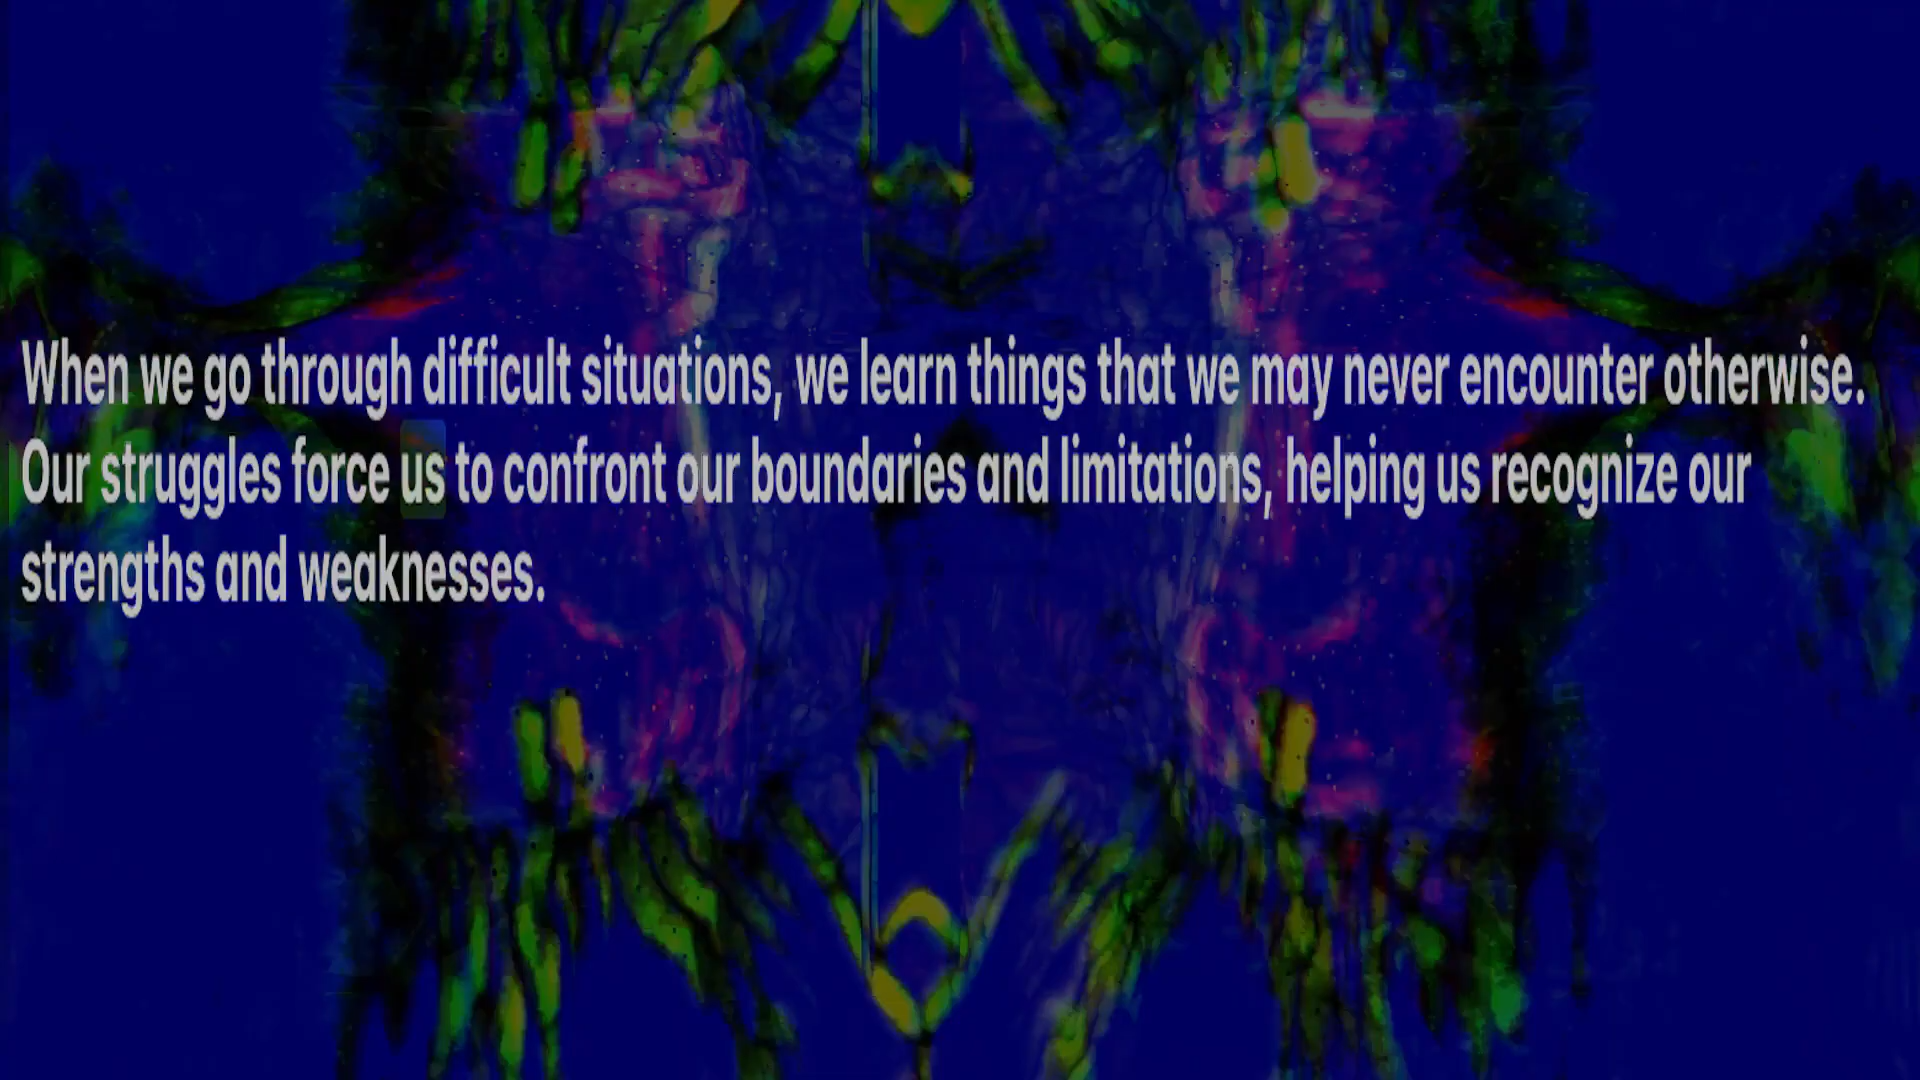 When we go through difficult situations, we learn things that we may never encounter otherwise.
Our struggles force us to confront our boundaries and limitations, helping us recognize our
strengths and weaknesses.